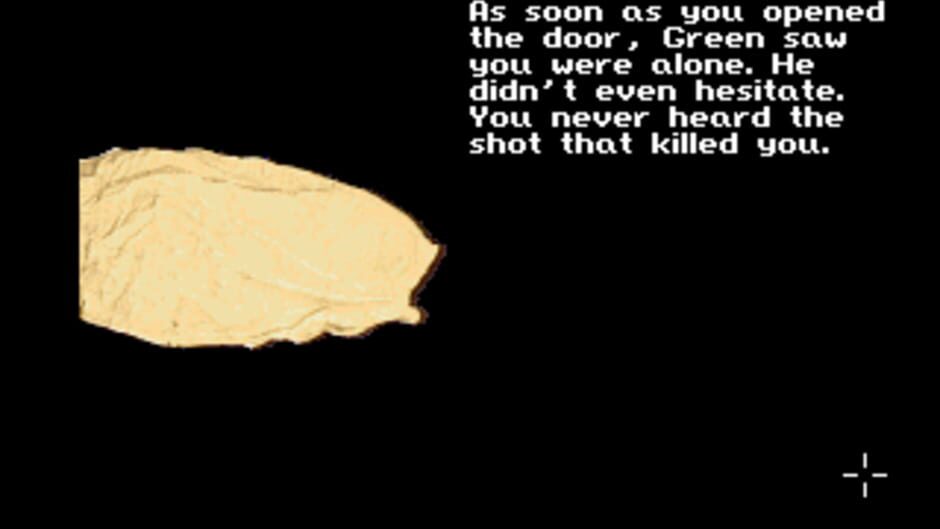 As soon as you opened
the door, Green saw
you were alone. He
didn't even hesitate.
You never heard the
shot that killed you.